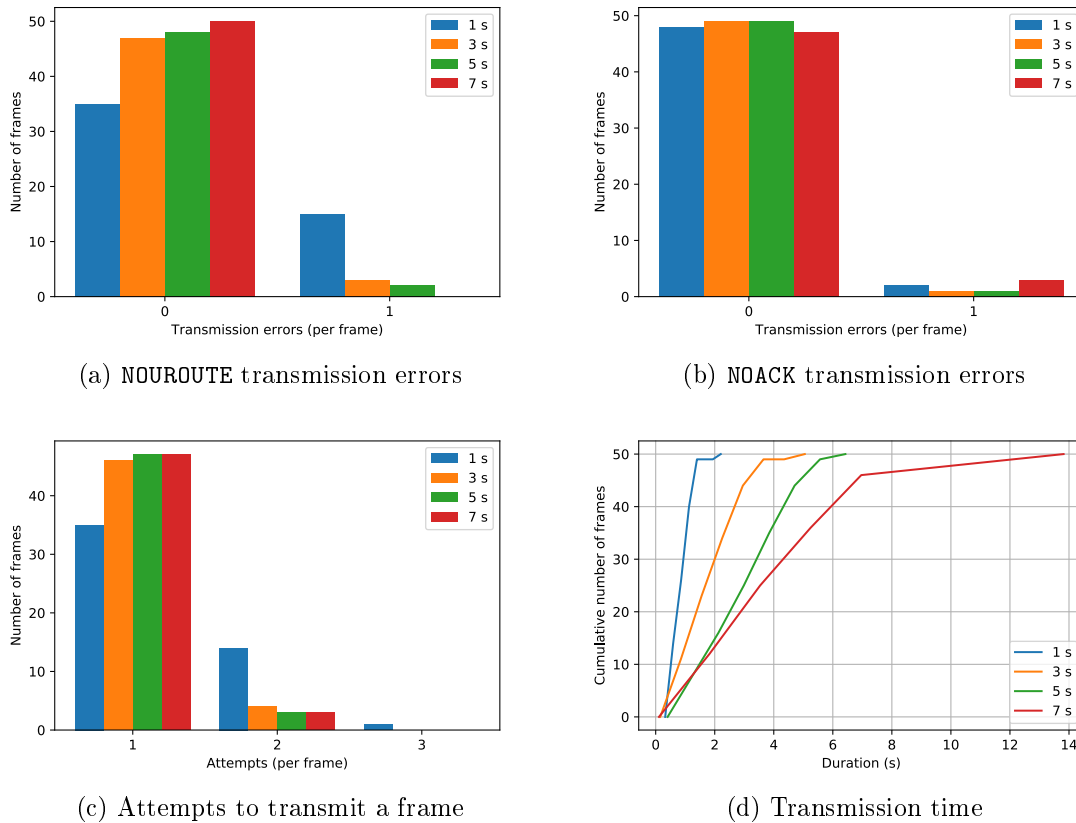 50
40
30
20
10
0
Number of frames
1 s
3 s
5 s
7 s
0 1
Transmission errors (per frame)
(a) NOUROUTE transmission errors
50
40
30
20
10
0
Number of frames
1 s
3 s
5 s
7 s
0 1
Transmission errors (per frame)
(b) NOACK transmission errors
40
30
20
10
0
Number of frames
1 s
3 s
5 s
7 s
1 2 3
Attempts (per frame)
(c) Attempts to transmit a frame
50
40
30
20
10
0
Cumulative number of frames
1 s
3 s
5 s
7 s
0 2 4 6 8 10 12 14
Duration (s)
(d) Transmission time